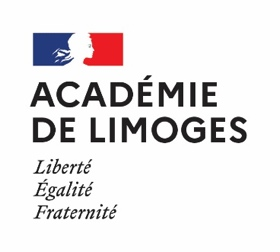 ACADÉMIE
DE LIMOGES
Liberté
Égalité
Fraternité